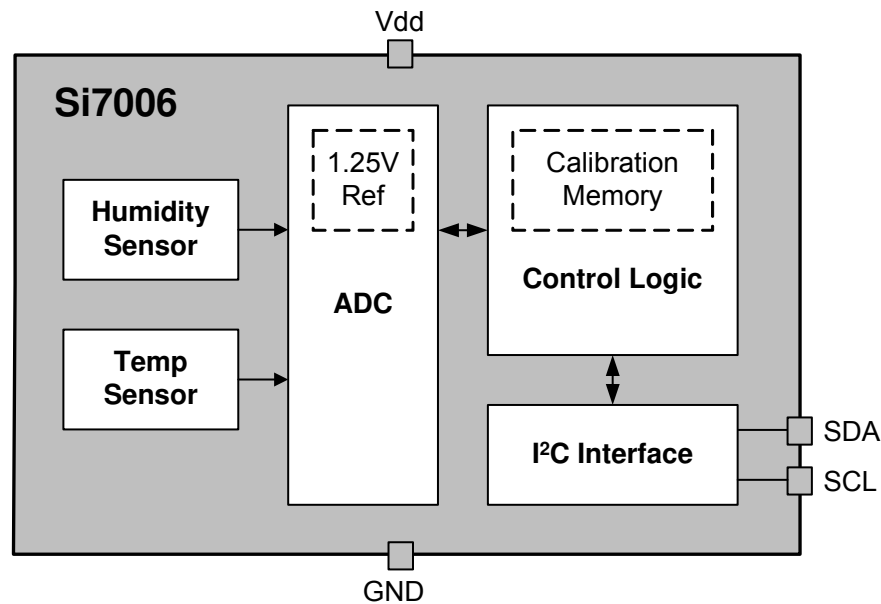 Vdd
Si7006
Humidity
Sensor
Temp
Sensor
1.25V
Ref
ADC
Calibration
Memory
Control Logic
I²C Interface
SDA
SCL
GND